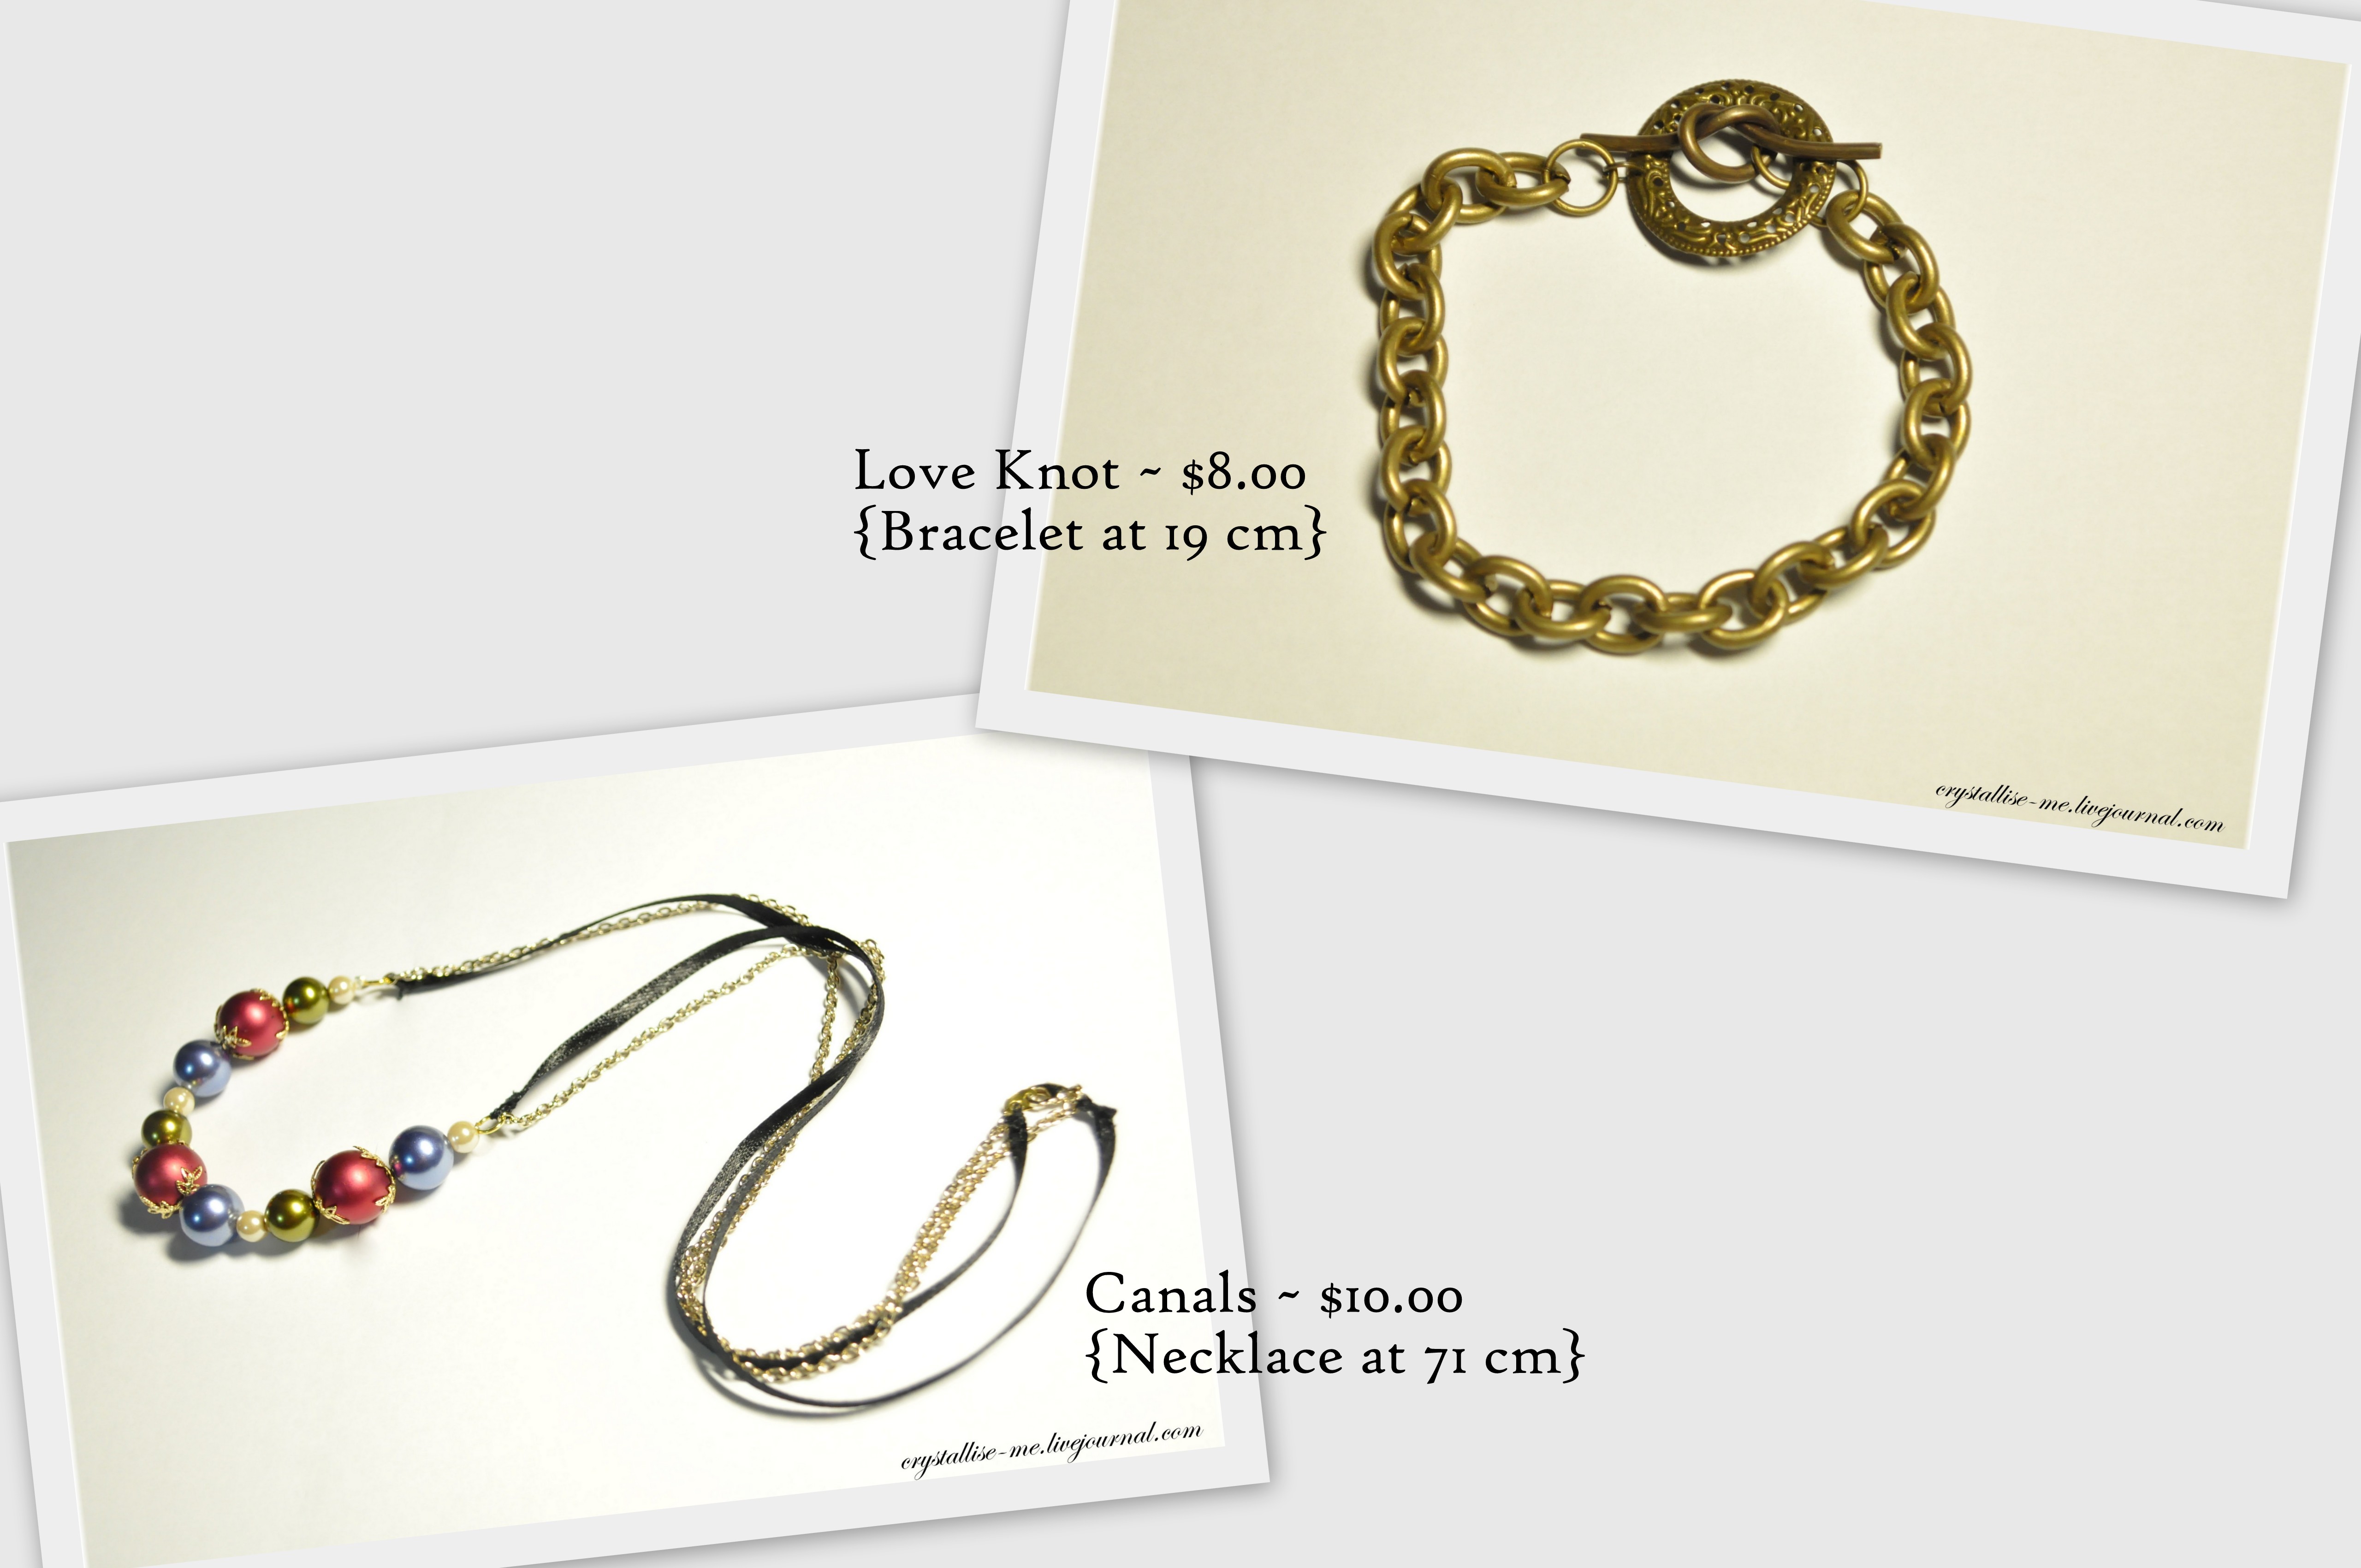 Love Knot ~ $8.00
{Bracelet at 19 cm}
crystallise-me.livejournal.com
Canals ~ $10.00
{Necklace at 71 cm}
crystallise-me.livejournal.com